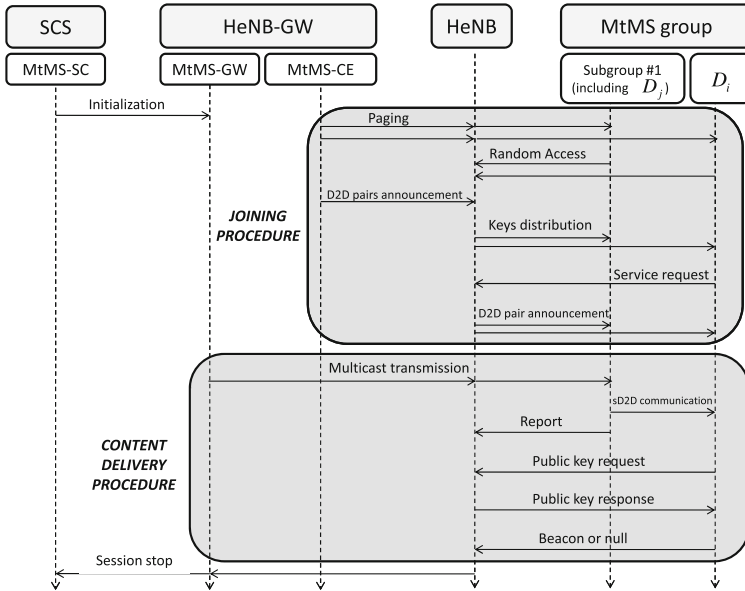 SCS
HeNB-GW
HeNB
MtMS group
MtMS-SC
MtMS-GW
MtMS-CE
Subgroup #1
(including D_j)
D_i
Initialization
Paging
Random Access
D2D pairs announcement
JOINING
PROCEDURE
Keys distribution
Service request
D2D pair announcement
Multicast transmission
sD2D communication
Report
CONTENT
DELIVERY
PROCEDURE
Public key request
Public key response
Beacon or null
Session stop